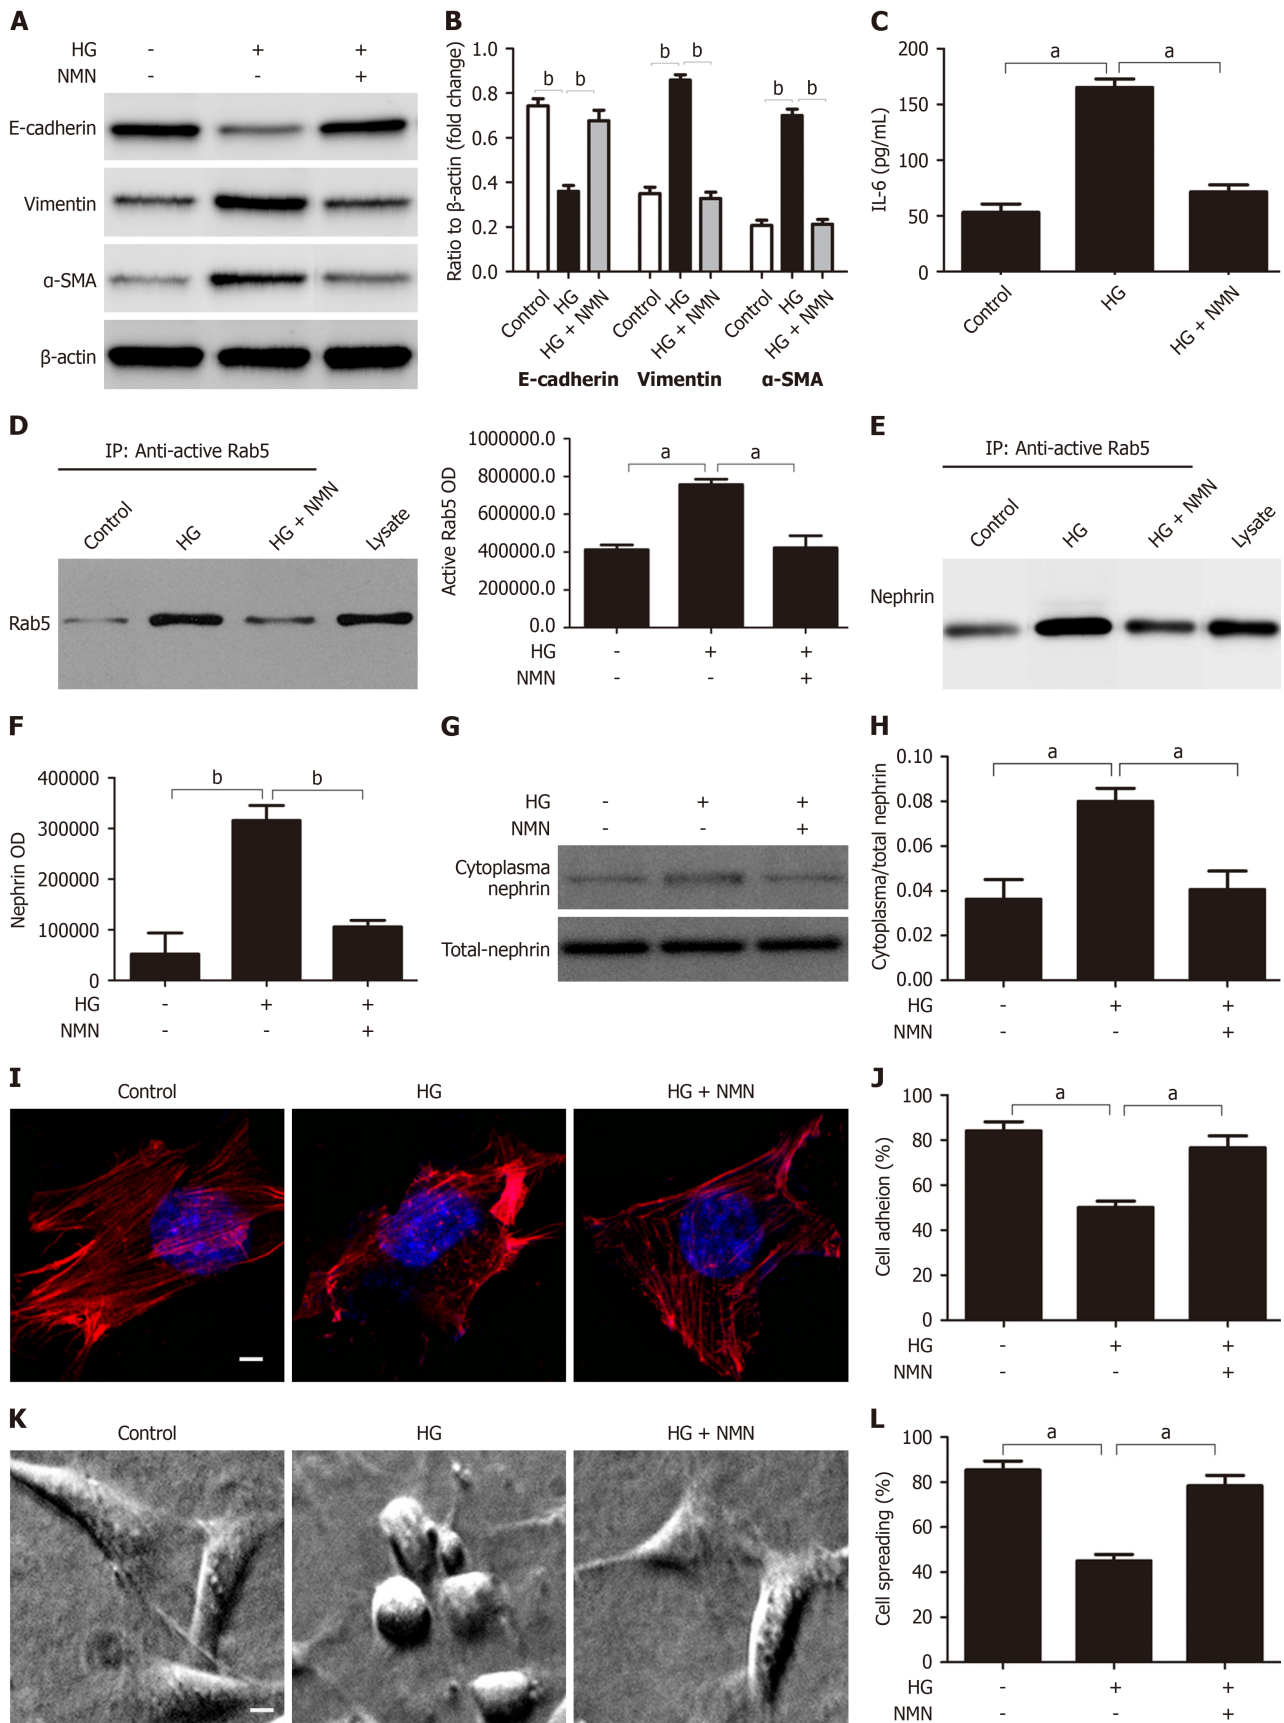 A
HG - + +
NMN - - +
E-cadherin
Vimentin
α-SMA
β-actin
B
Ratio to β-actin (fold change)
1.0
0.8
0.6
0.4
0.2
0.0
b b b b b b
Control HG HG + NMN Control HG HG + NMN Control HG HG + NMN
E-cadherin Vimentin α-SMA
C
IL-6 (pg/mL)
200
150
100
50
0
a a
Control HG HG + NMN
D
IP: Anti-active Rab5
Control HG HG + NMN Lysate
Rab5
Active Rab5 OD
1000000.0
800000.0
600000.0
400000.0
200000.0
0.0
a a
HG - + +
NMN - - +
E
IP: Anti-active Rab5
Control HG HG + NMN Lysate
Nephrin
F
Nephrin OD
400000
300000
200000
100000
0
b b
HG - + +
NMN - - +
G
HG - + +
NMN - - +
Cytoplasma
nephrin
Total-nephrin
H
Cytoplasma/total nephrin
0.10
0.08
0.06
0.04
0.02
0.00
a a
HG - + +
NMN - - +
I
Control HG HG + NMN
J
Cell adheion (%)
100
80
60
40
20
0
a a
HG - + +
NMN - - +
K
Control HG HG + NMN
L
Cell spreading (%)
100
80
60
40
20
0
a a
HG - + +
NMN - - +